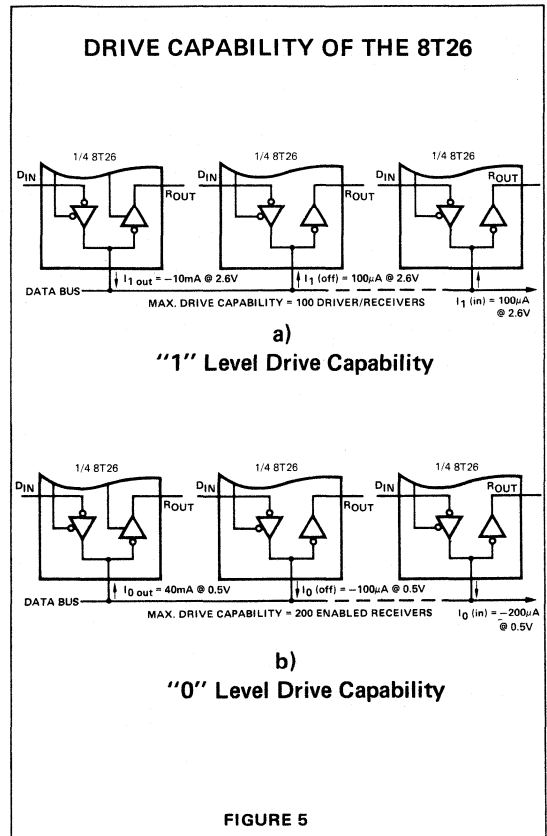 DRIVE CAPABILITY OF THE 8T26
1/4 8T26 1/4 8T26 1/4 8T26
DIN ROUT DIN ROUT DIN ROUT
I1 out = −10mA @ 2.6V I1 (off) = 100µA @ 2.6V
DATA BUS
MAX. DRIVE CAPABILITY = 100 DRIVER/RECEIVERS
I1 (in) = 100µA
@ 2.6V
a)
"1" Level Drive Capability
1/4 8T26 1/4 8T26 1/4 8T26
DIN ROUT DIN ROUT DIN ROUT
I0 out = 40mA @ 0.5V I0 (off) = −100µA @ 0.5V
DATA BUS
MAX. DRIVE CAPABILITY = 200 ENABLED RECEIVERS
I0 (in) = −200µA
@ 0.5V
b)
"0" Level Drive Capability
FIGURE 5